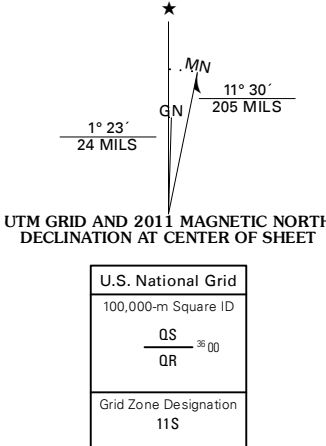 MN
GN
11° 30´
205 MILS
1° 23´
24 MILS
UTM GRID AND 2011 MAGNETIC NORTH
DECLINATION AT CENTER OF SHEET
U.S. National Grid
100,000-m Square ID
QS
36 00
QR
Grid Zone Designation
11S